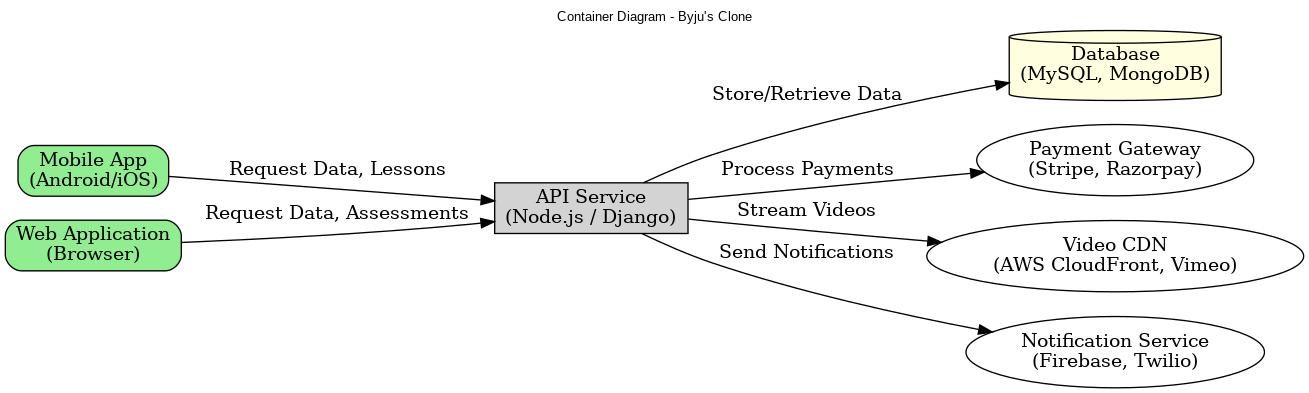 Container Diagram - Byju's Clone
Mobile App
(Android/iOS)
Web Application
(Browser)
Request Data, Lessons
Request Data, Assessments
API Service
(Node.js / Django)
Store/Retrieve Data
Process Payments
Stream Videos
Send Notifications
Database
(MySQL, MongoDB)
Payment Gateway
(Stripe, Razorpay)
Video CDN
(AWS CloudFront, Vimeo)
Notification Service
(Firebase, Twilio)